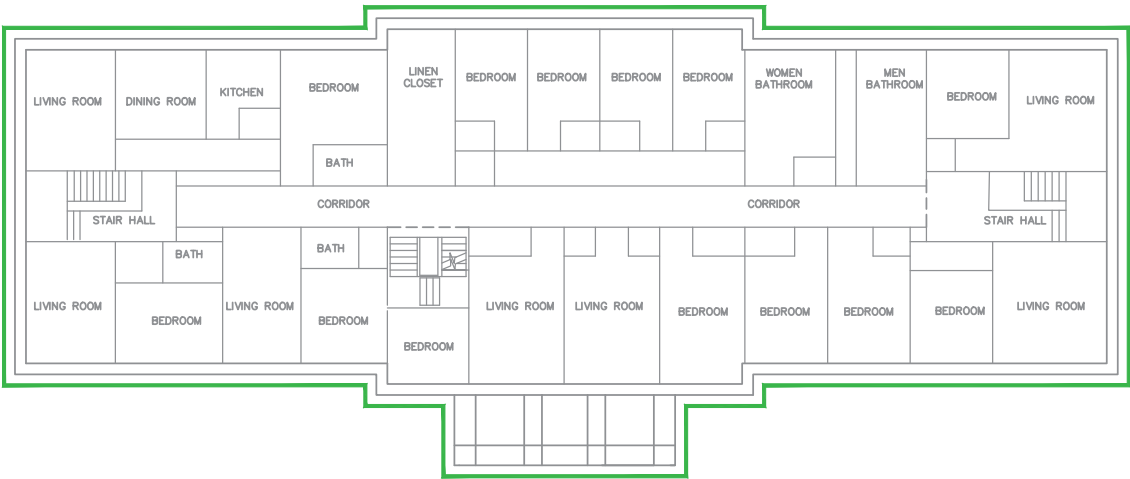 LIVING ROOM
DINING ROOM
KITCHEN
BEDROOM
LINEN
CLOSET
BEDROOM
BEDROOM
BEDROOM
BEDROOM
WOMEN
BATHROOM
MEN
BATHROOM
BEDROOM
LIVING ROOM
BATH
CORRIDOR
CORRIDOR
STAIR HALL
STAIR HALL
BATH
BATH
LIVING ROOM
BEDROOM
LIVING ROOM
BEDROOM
BEDROOM
LIVING ROOM
LIVING ROOM
BEDROOM
BEDROOM
BEDROOM
BEDROOM
LIVING ROOM